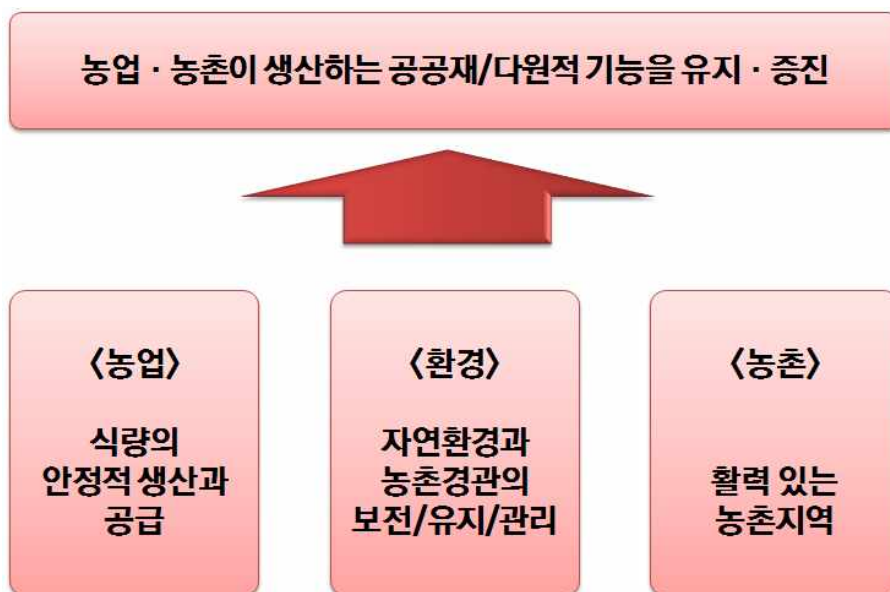 농업 · 농촌이 생산하는 공공재/다원적 기능을 유지 · 증진
〈농업〉
식량의
안정적 생산과
공급
〈환경〉
자연환경과
농촌경관의
보전/유지/관리
〈농촌〉
활력 있는
농촌지역